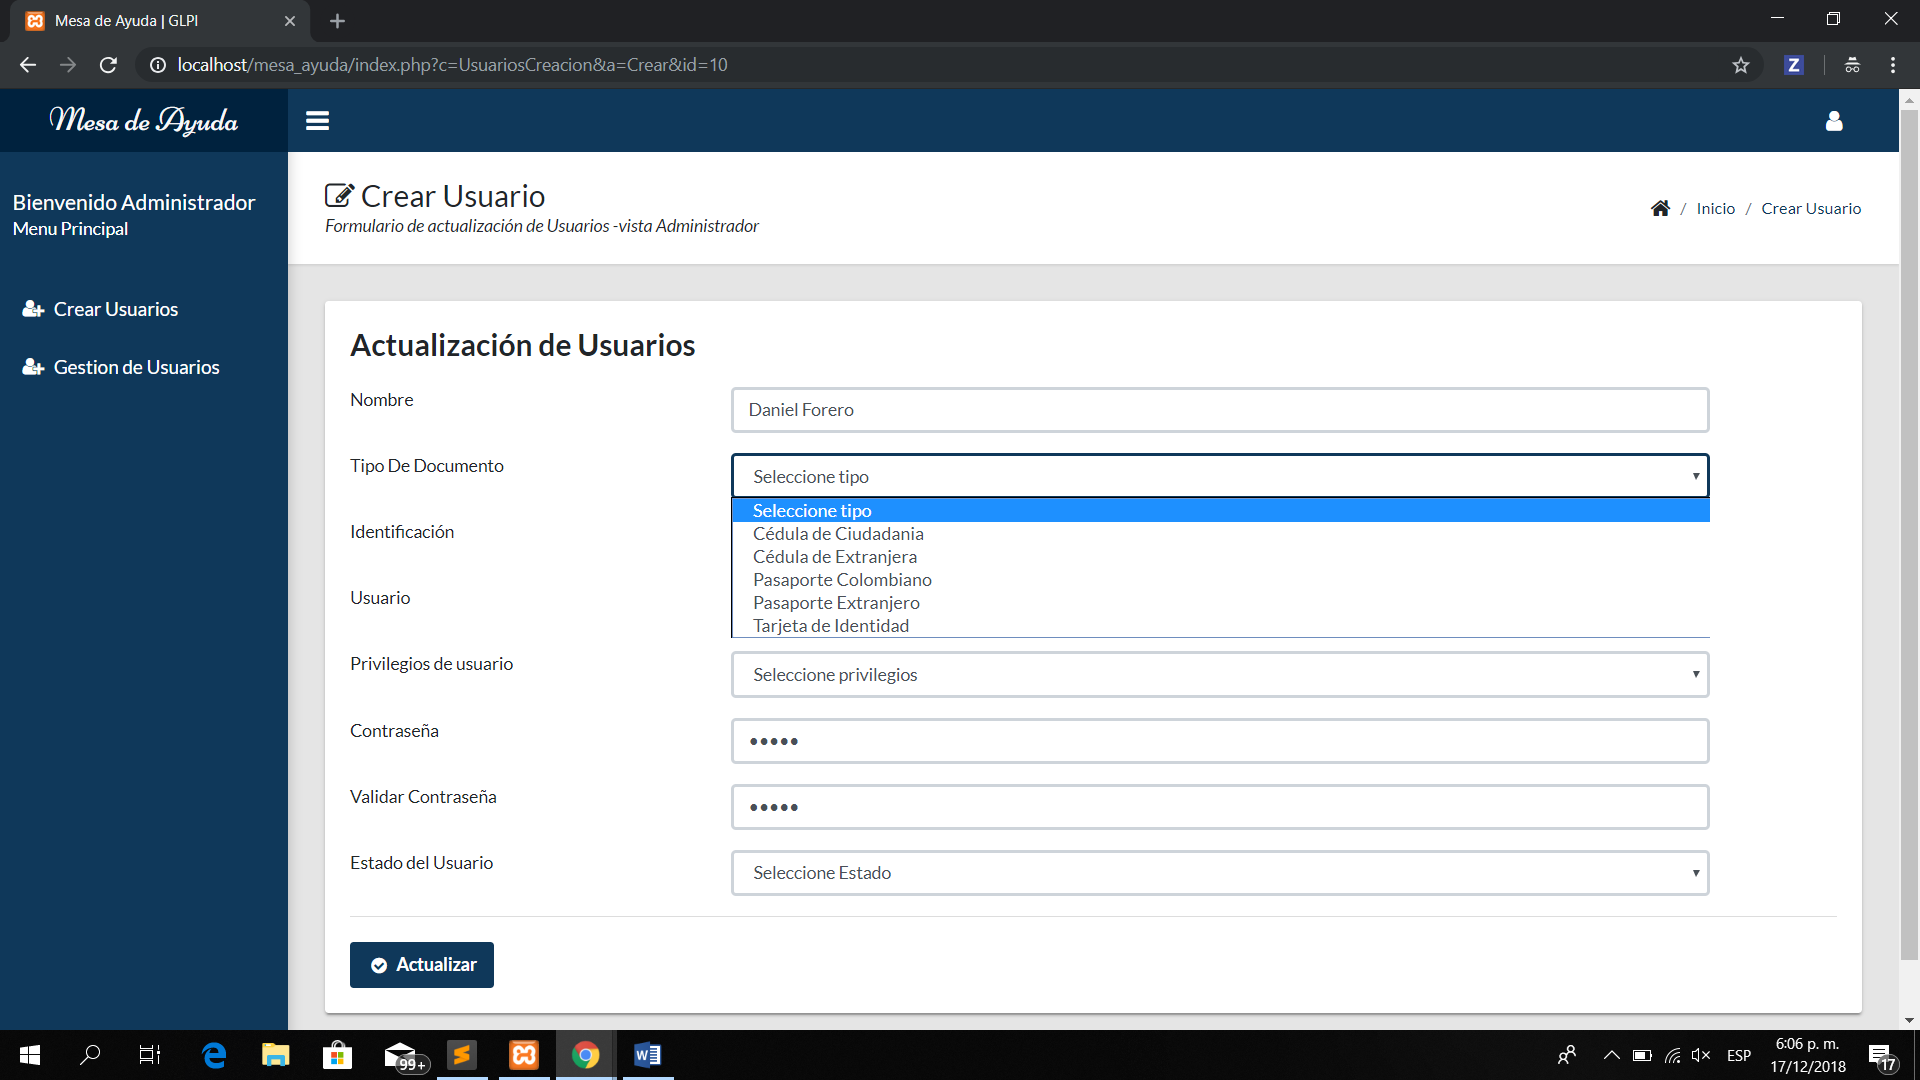 Mesa de Ayuda | GLPI
localhost/mesa_ayuda/index.php?c=UsuariosCreacion&a=Crear&id=10
Z
Mesa de Ayuda
Bienvenido Administrador
Menu Principal
Crear Usuarios
Gestion de Usuarios
Crear Usuario
Formulario de actualización de Usuarios -vista Administrador
/ Inicio / Crear Usuario
Actualización de Usuarios
Nombre
Daniel Forero
Tipo De Documento
Seleccione tipo
Seleccione tipo
Cédula de Ciudadania
Cédula de Extranjera
Pasaporte Colombiano
Pasaporte Extranjero
Tarjeta de Identidad
Identificación
Usuario
Privilegios de usuario
Seleccione privilegios
Contraseña
•••••
Validar Contraseña
•••••
Estado del Usuario
Seleccione Estado
Actualizar
99+
ESP
6:06 p. m.
17/12/2018
17